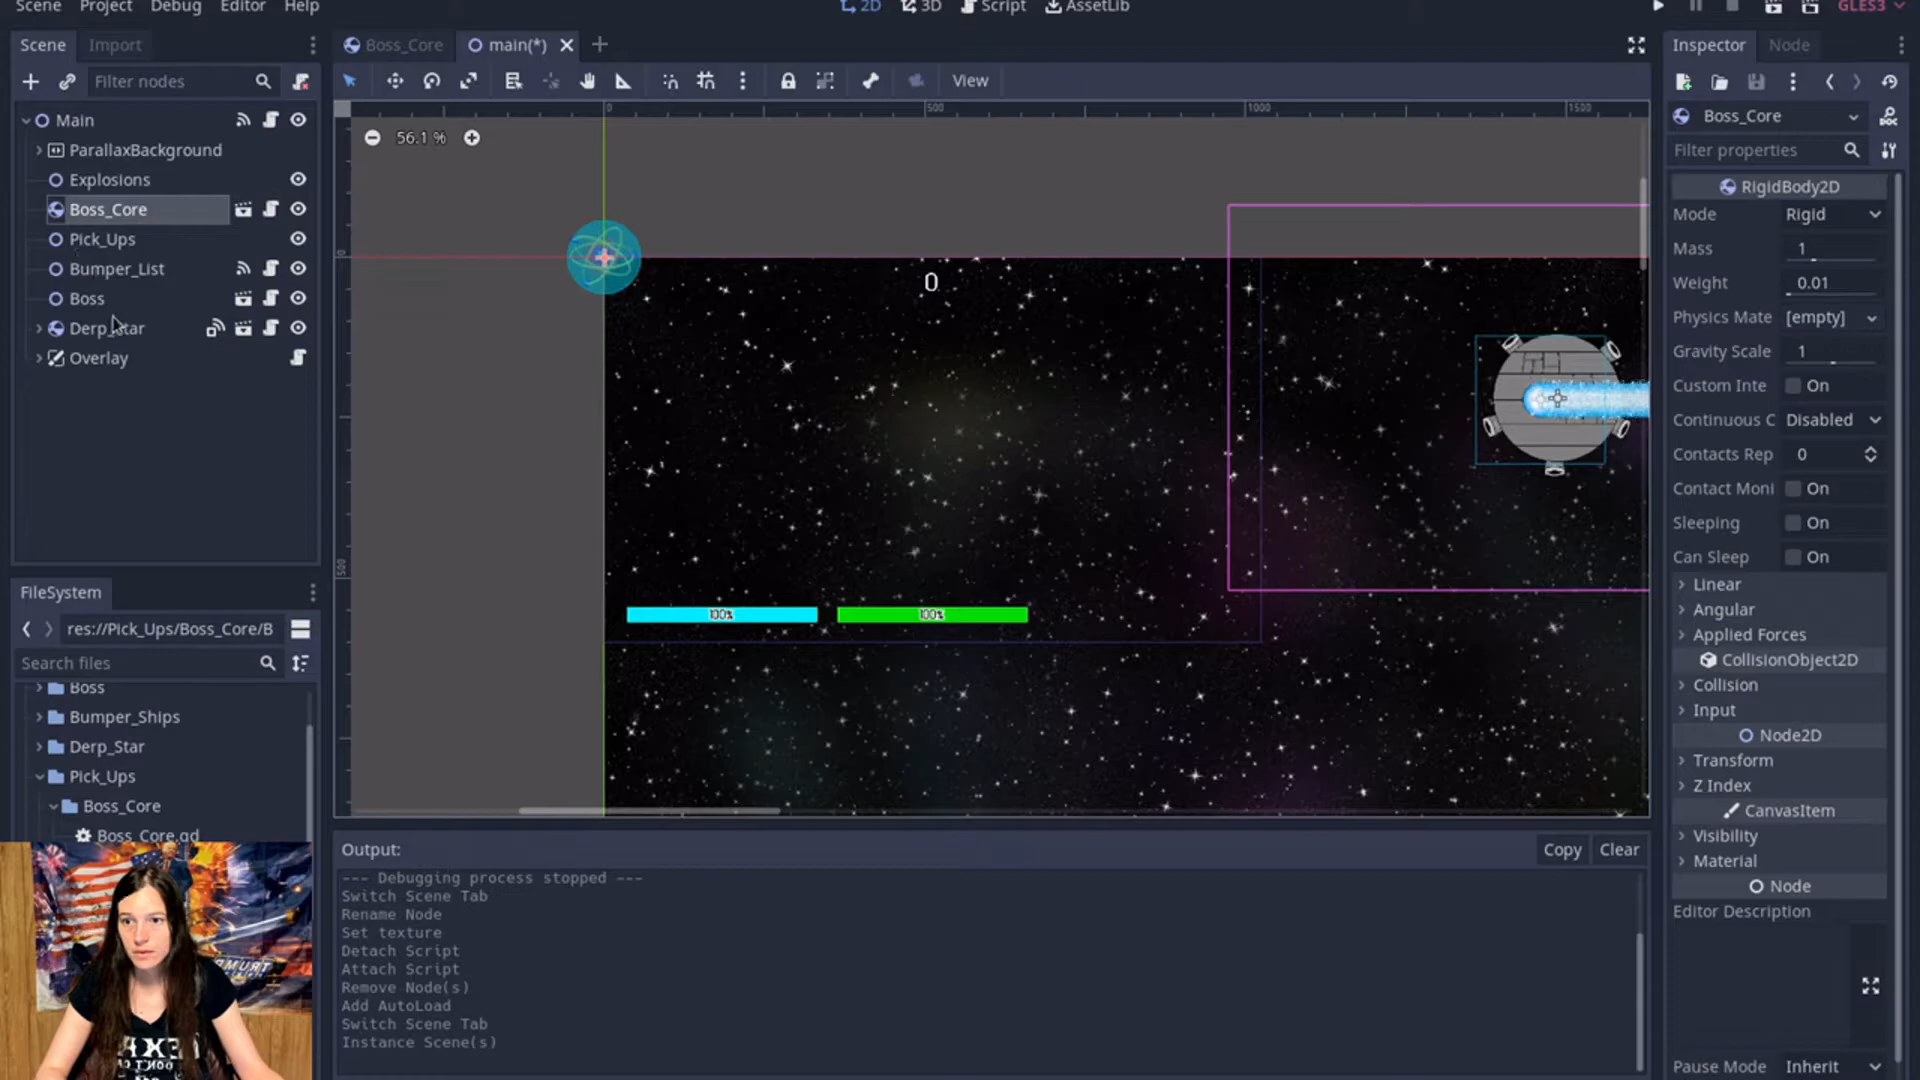 Scene Project Debug Editor Help
2D 3D Script AssetLib
GLES3
Scene Import
Boss_Core main(*)
Inspector Node
Filter nodes
View
Main
ParallaxBackground
Explosions
Boss_Core
Pick_Ups
Bumper_List
Boss
Derp_Star
Overlay
0 500 1000 1500
0
500
56.1 %
0
100% 100%
FileSystem
res://Pick_Ups/Boss_Core/B
Search files
Boss
Bumper_Ships
Derp_Star
Pick_Ups
Boss_Core
Boss_Core.gd
Output: Copy Clear
--- Debugging process stopped ---
Switch Scene Tab
Rename Node
Set texture
Detach Script
Attach Script
Remove Node(s)
Add AutoLoad
Switch Scene Tab
Instance Scene(s)
Boss_Core
Filter properties
RigidBody2D
Mode Rigid
Mass 1
Weight 0.01
Physics Mate [empty]
Gravity Scale 1
Custom Inte On
Continuous C Disabled
Contacts Rep 0
Contact Moni On
Sleeping On
Can Sleep On
Linear
Angular
Applied Forces
CollisionObject2D
Collision
Input
Node2D
Transform
Z Index
CanvasItem
Visibility
Material
Node
Editor Description
Pause Mode Inherit